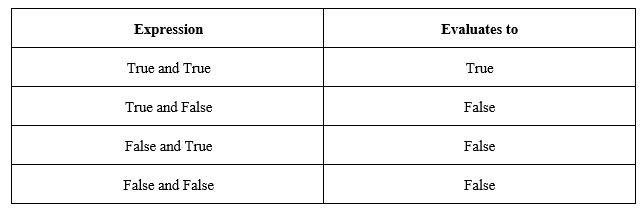 Expression Evaluates to
True and True True
True and False False
False and True False
False and False False